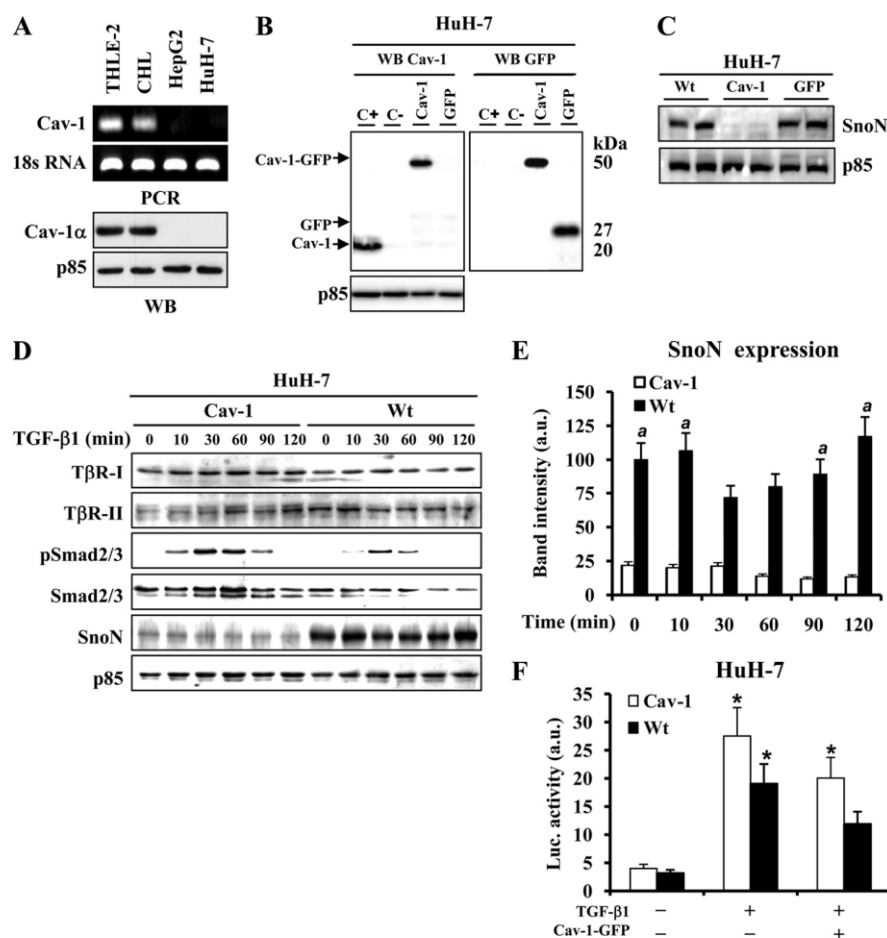 A
THLE-2
CHL
HepG2
HuH-7
Cav-1
18s RNA
PCR
Cav-1α
p85
WB
B
HuH-7
WB Cav-1
WB GFP
C+ C- Cav-1 GFP C+ C- Cav-1 GFP
kDa
Cav-1-GFP
50
GFP
27
Cav-1
20
p85
C
HuH-7
Wt Cav-1 GFP
SnoN
p85
D
HuH-7
Cav-1 Wt
TGF-β1 (min) 0 10 30 60 90 120 0 10 30 60 90 120
TβR-I
TβR-II
pSmad2/3
Smad2/3
SnoN
p85
E
SnoN expression
Band intensity (a.u.)
150
125
100
75
50
25
0
Cav-1
Wt
a a a a
Time (min) 0 10 30 60 90 120
F
HuH-7
Luc. activity (a.u.)
35
30
25
20
15
10
5
0
Cav-1
Wt
* * *
TGF-β1 – + +
Cav-1-GFP – – +